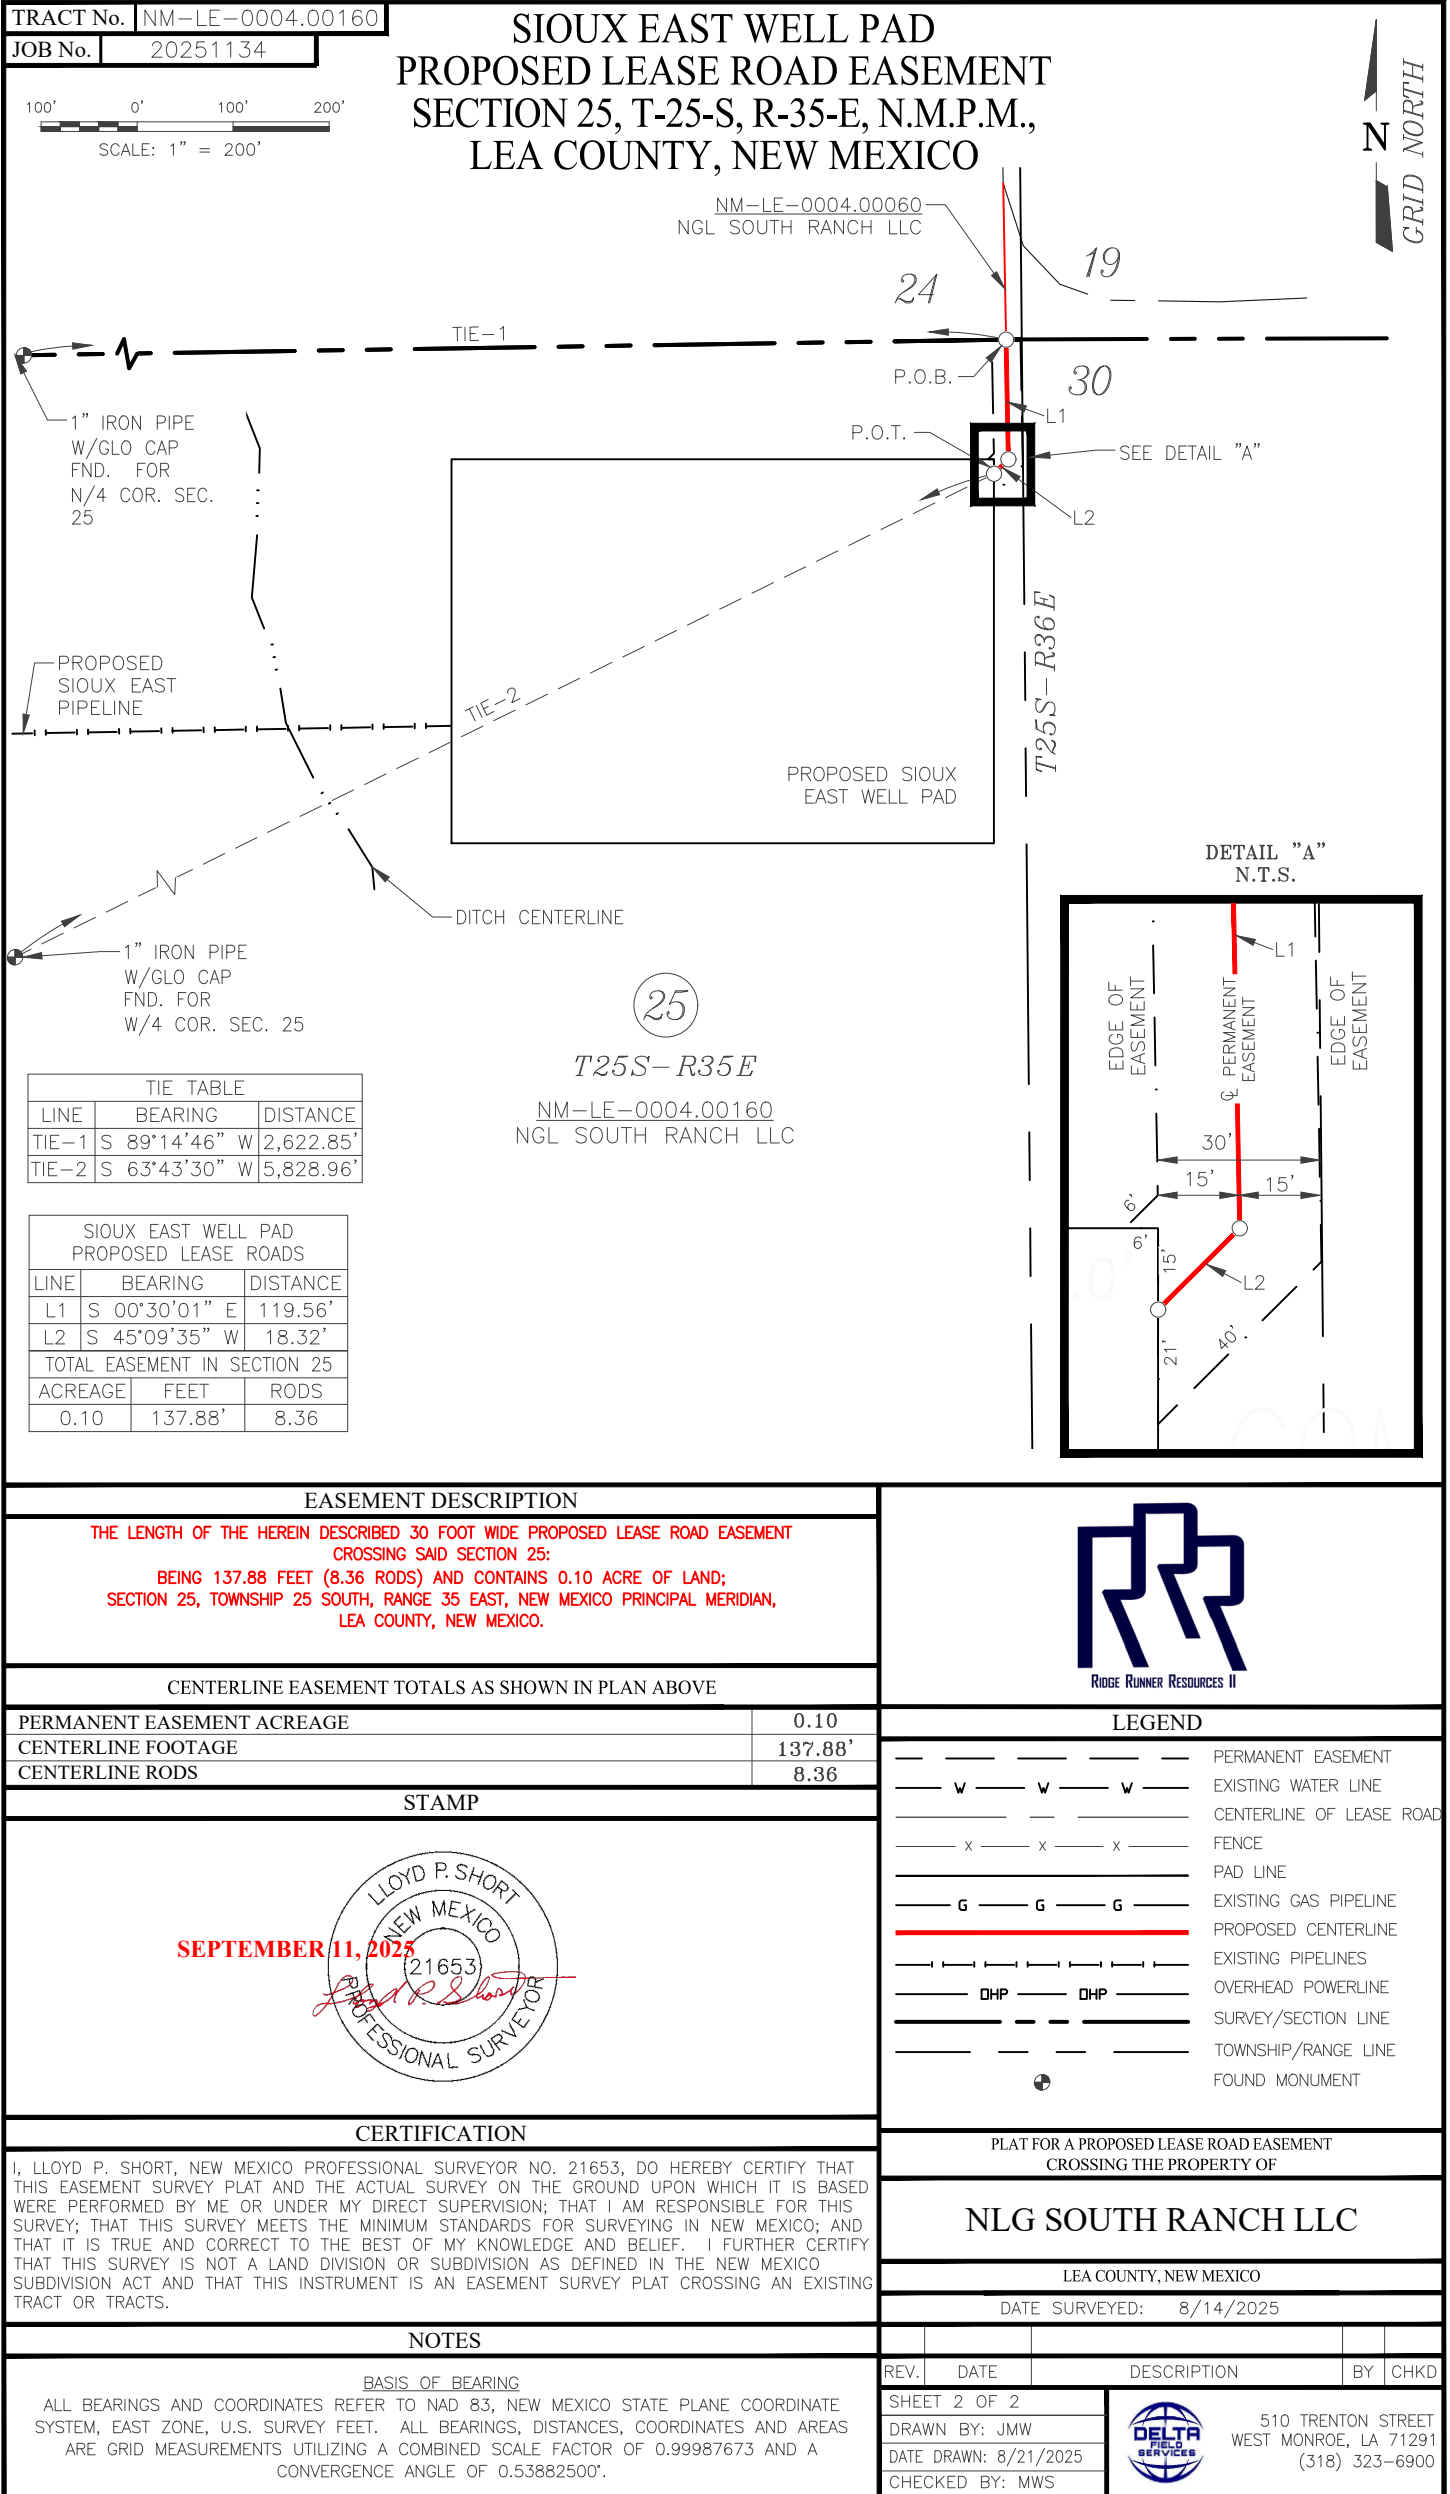 TRACT No. NM-LE-0004.00160
JOB No. 20251134
SIOUX EAST WELL PAD
PROPOSED LEASE ROAD EASEMENT
SECTION 25, T-25-S, R-35-E, N.M.P.M.,
LEA COUNTY, NEW MEXICO
100' 0' 100' 200'
SCALE: 1" = 200'
N
GRID NORTH
NM-LE-0004.00060
NGL SOUTH RANCH LLC
24
19
TIE-1
P.O.B.
30
L1
P.O.T.
SEE DETAIL "A"
L2
1" IRON PIPE
W/GLO CAP
FND. FOR
N/4 COR. SEC.
25
PROPOSED
SIOUX EAST
PIPELINE
TIE-2
T25S-R36E
PROPOSED SIOUX
EAST WELL PAD
DITCH CENTERLINE
1" IRON PIPE
W/GLO CAP
FND. FOR
W/4 COR. SEC. 25
25
T25S-R35E
NM-LE-0004.00160
NGL SOUTH RANCH LLC
DETAIL "A"
N.T.S.
L1
EDGE OF
EASEMENT
℄ PERMANENT
EASEMENT
EDGE OF
EASEMENT
30'
15' 15'
6'
6'
15'
L2
21'
40'
TIE TABLE
LINE BEARING DISTANCE
TIE-1 S 89°14'46" W 2,622.85'
TIE-2 S 63°43'30" W 5,828.96'
SIOUX EAST WELL PAD
PROPOSED LEASE ROADS
LINE BEARING DISTANCE
L1 S 00°30'01" E 119.56'
L2 S 45°09'35" W 18.32'
TOTAL EASEMENT IN SECTION 25
ACREAGE FEET RODS
0.10 137.88' 8.36
EASEMENT DESCRIPTION
THE LENGTH OF THE HEREIN DESCRIBED 30 FOOT WIDE PROPOSED LEASE ROAD EASEMENT
CROSSING SAID SECTION 25:
BEING 137.88 FEET (8.36 RODS) AND CONTAINS 0.10 ACRE OF LAND;
SECTION 25, TOWNSHIP 25 SOUTH, RANGE 35 EAST, NEW MEXICO PRINCIPAL MERIDIAN,
LEA COUNTY, NEW MEXICO.
RRR
RIDGE RUNNER RESOURCES II
CENTERLINE EASEMENT TOTALS AS SHOWN IN PLAN ABOVE
PERMANENT EASEMENT ACREAGE 0.10
CENTERLINE FOOTAGE 137.88'
CENTERLINE RODS 8.36
STAMP
LLOYD P. SHORT
NEW MEXICO
21653
PROFESSIONAL SURVEYOR
SEPTEMBER 11, 2025
Lloyd P. Short
LEGEND
PERMANENT EASEMENT
W W W EXISTING WATER LINE
CENTERLINE OF LEASE ROAD
X X X FENCE
PAD LINE
G G G EXISTING GAS PIPELINE
PROPOSED CENTERLINE
EXISTING PIPELINES
OHP OHP OVERHEAD POWERLINE
SURVEY/SECTION LINE
TOWNSHIP/RANGE LINE
FOUND MONUMENT
CERTIFICATION
I, LLOYD P. SHORT, NEW MEXICO PROFESSIONAL SURVEYOR NO. 21653, DO HEREBY CERTIFY THAT
THIS EASEMENT SURVEY PLAT AND THE ACTUAL SURVEY ON THE GROUND UPON WHICH IT IS BASED
WERE PERFORMED BY ME OR UNDER MY DIRECT SUPERVISION; THAT I AM RESPONSIBLE FOR THIS
SURVEY; THAT THIS SURVEY MEETS THE MINIMUM STANDARDS FOR SURVEYING IN NEW MEXICO; AND
THAT IT IS TRUE AND CORRECT TO THE BEST OF MY KNOWLEDGE AND BELIEF. I FURTHER CERTIFY
THAT THIS SURVEY IS NOT A LAND DIVISION OR SUBDIVISION AS DEFINED IN THE NEW MEXICO
SUBDIVISION ACT AND THAT THIS INSTRUMENT IS AN EASEMENT SURVEY PLAT CROSSING AN EXISTING
TRACT OR TRACTS.
PLAT FOR A PROPOSED LEASE ROAD EASEMENT
CROSSING THE PROPERTY OF
NLG SOUTH RANCH LLC
LEA COUNTY, NEW MEXICO
DATE SURVEYED: 8/14/2025
NOTES
BASIS OF BEARING
ALL BEARINGS AND COORDINATES REFER TO NAD 83, NEW MEXICO STATE PLANE COORDINATE
SYSTEM, EAST ZONE, U.S. SURVEY FEET. ALL BEARINGS, DISTANCES, COORDINATES AND AREAS
ARE GRID MEASUREMENTS UTILIZING A COMBINED SCALE FACTOR OF 0.99987673 AND A
CONVERGENCE ANGLE OF 0.53882500°.
REV. DATE DESCRIPTION BY CHKD
SHEET 2 OF 2
DRAWN BY: JMW
DATE DRAWN: 8/21/2025
CHECKED BY: MWS
DELTA
FIELD
SERVICES
510 TRENTON STREET
WEST MONROE, LA 71291
(318) 323-6900